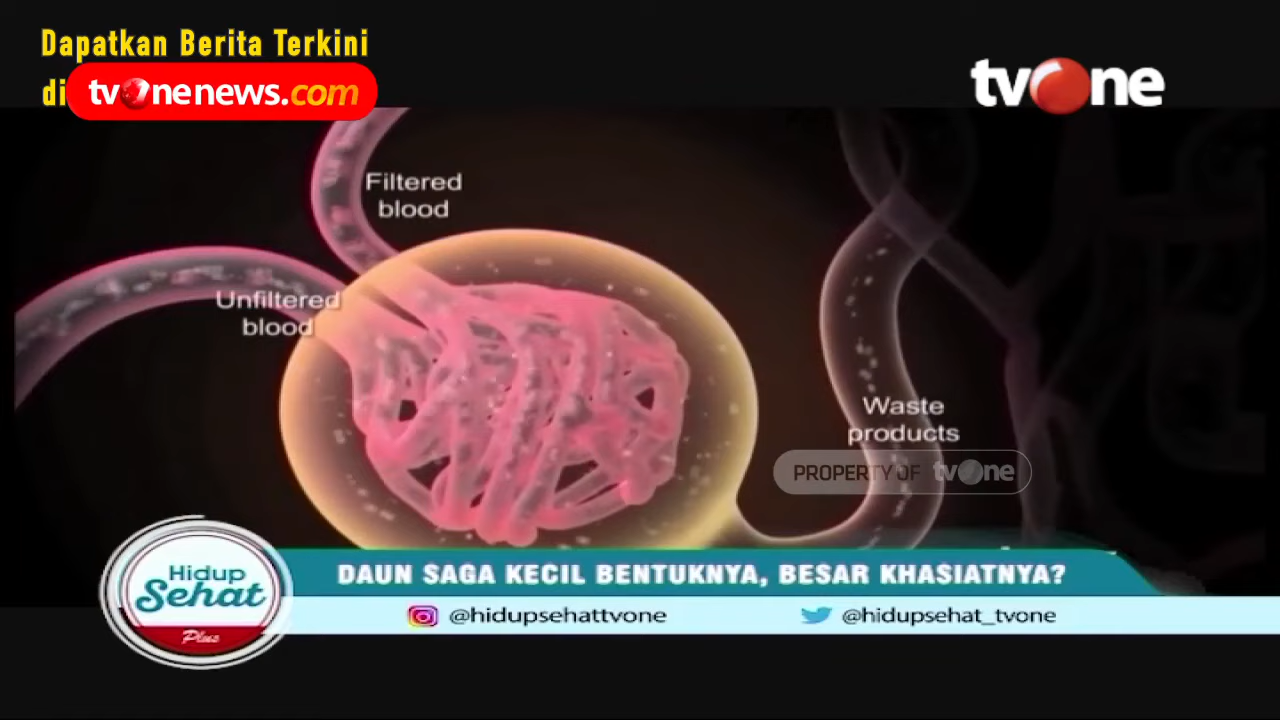 Dapatkan Berita Terkini
di tvonenews.com
tvone
Filtered
blood
Unfiltered
blood
Waste
products
PROPERTY OF tvone
Hidup
Sehat
Plus
DAUN SAGA KECIL BENTUKNYA, BESAR KHASIATNYA?
@hidupsehattvone
@hidupsehat_tvone